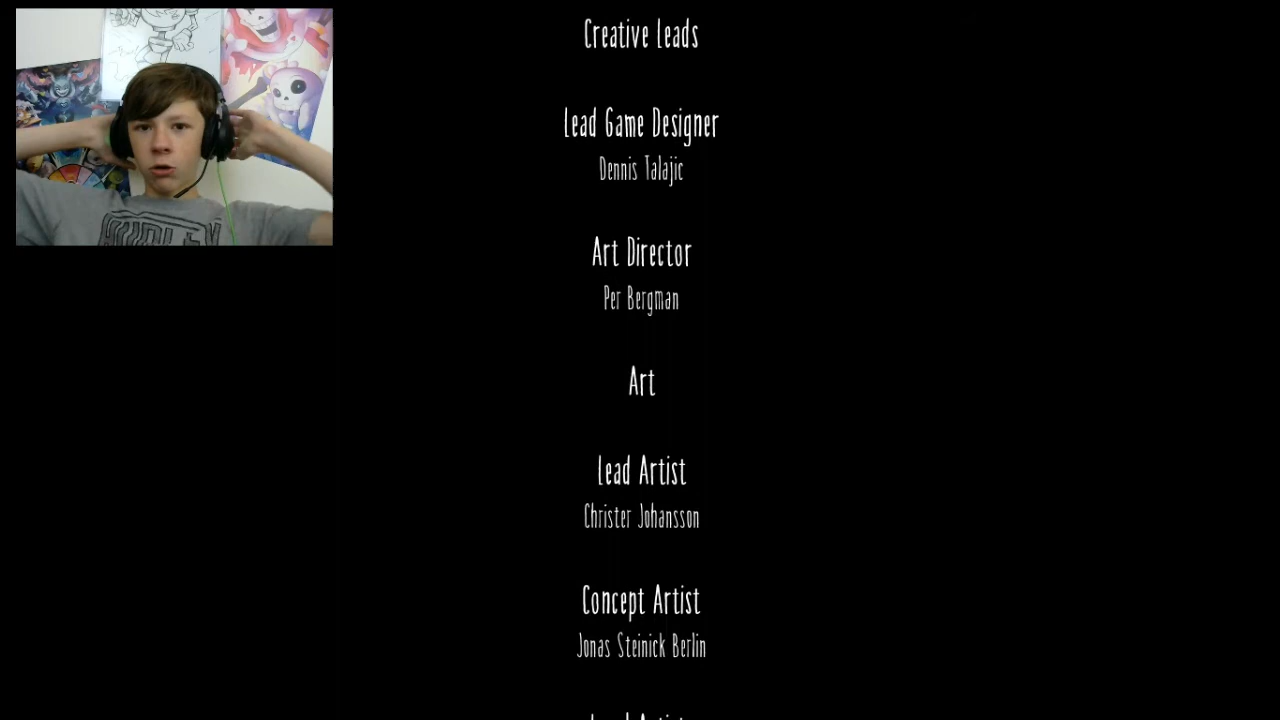 Creative Leads
Lead Game Designer
Dennis Talajic
Art Director
Per Bergman
Art
Lead Artist
Christer Johansson
Concept Artist
Jonas Steinick Berlin